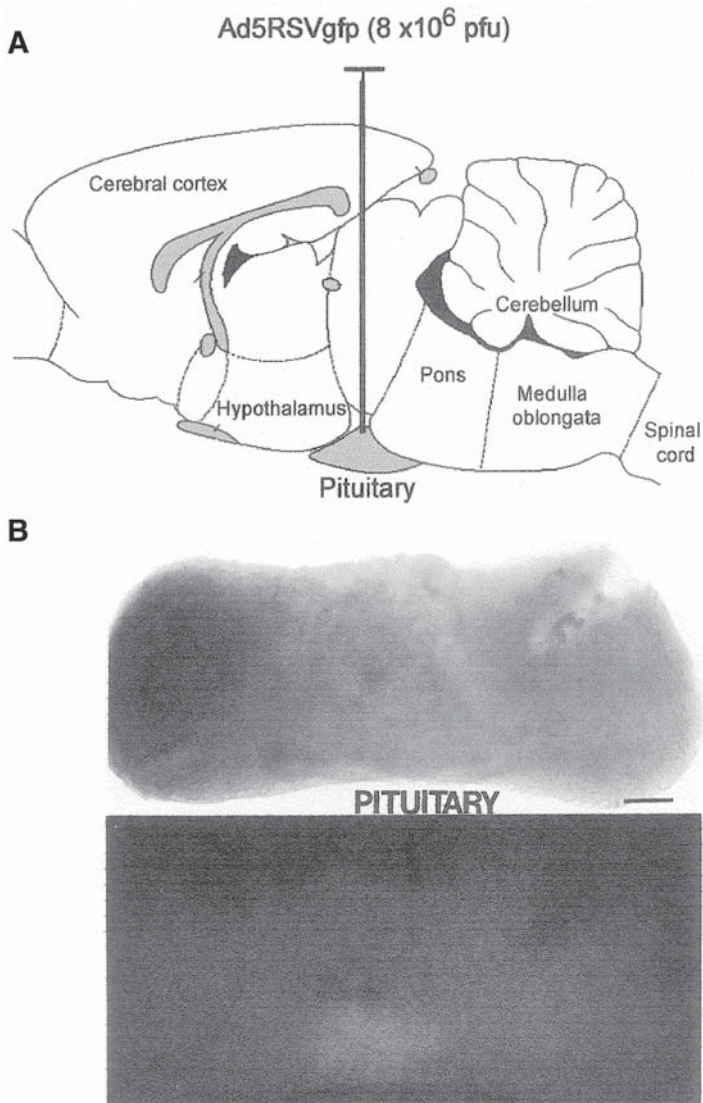 Ad5RSVgfp (8 x10⁶ pfu)
A
Cerebral cortex
Cerebellum
Pons
Hypothalamus
Medulla
oblongata
Spinal
cord
Pituitary
B
PITUITARY